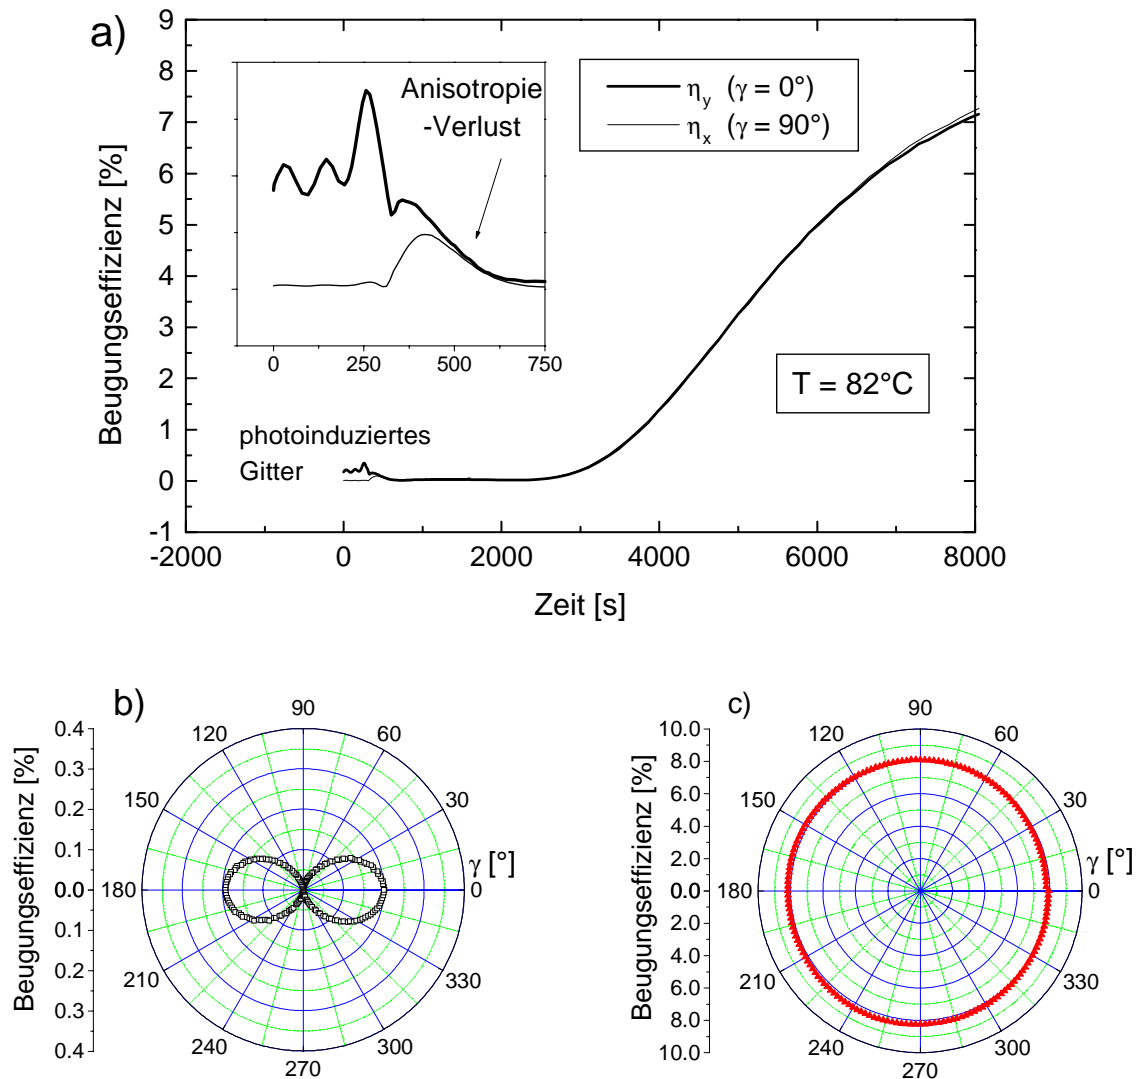 a)
9
8
7
6
5
4
3
2
1
0
-1
Beugungseffizienz [%]
-2000 0 2000 4000 6000 8000
Zeit [s]
Anisotropie
-Verlust
0 250 500 750
η_y (γ = 0°)
η_x (γ = 90°)
T = 82°C
photoinduziertes
Gitter
b)
0.4
0.3
0.2
0.1
0.0
0.1
0.2
0.3
0.4
Beugungseffizienz [%]
90
120 60
150 30
γ [°]
180 0
210 330
240 300
270
c)
10.0
8.0
6.0
4.0
2.0
0.0
2.0
4.0
6.0
8.0
10.0
Beugungseffizienz [%]
90
120 60
150 30
γ [°]
180 0
210 330
240 300
270